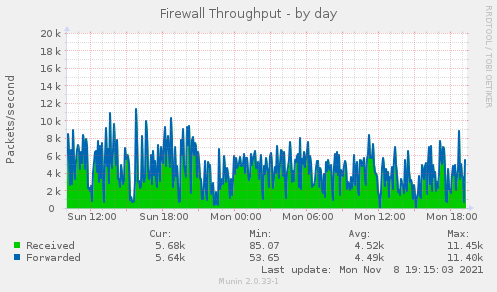 Firewall Throughput - by day
RRDTOOL / TOBI OETIKER
Packets/second
20 k
18 k
16 k
14 k
12 k
10 k
8 k
6 k
4 k
2 k
0
Sun 12:00 Sun 18:00 Mon 00:00 Mon 06:00 Mon 12:00 Mon 18:00
Cur: Min: Avg: Max:
Received 5.68k 85.07 4.52k 11.45k
Forwarded 5.64k 53.65 4.49k 11.40k
Last update: Mon Nov 8 19:15:03 2021
Munin 2.0.33-1